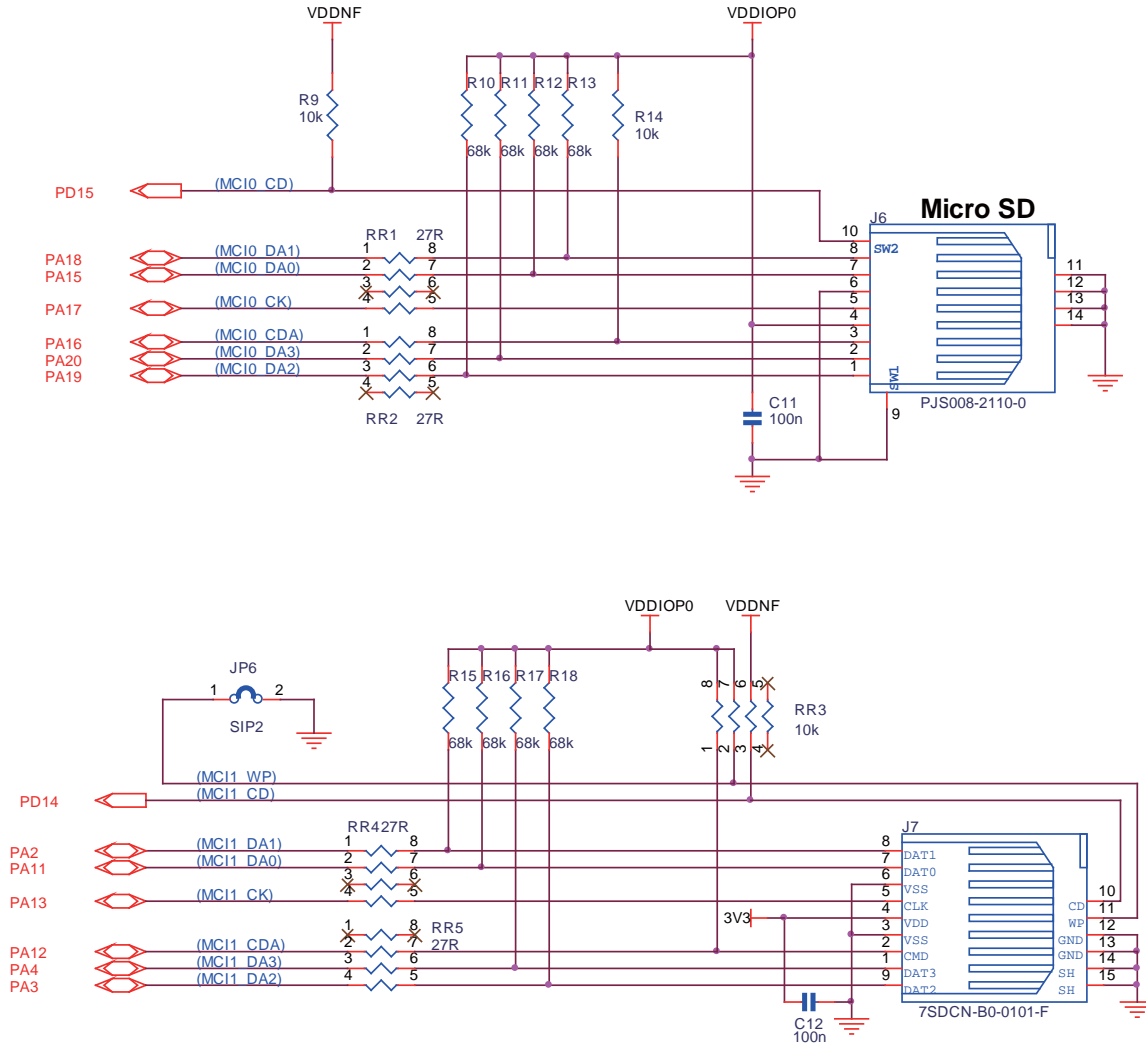 VDDNF
VDDIOP0
R9
10k
R10 R11 R12 R13
68k 68k 68k 68k
R14
10k
PD15
(MCI0_CD)
Micro SD
J6
RR1 27R
PA18
(MCI0_DA1)
1 8
PA15
(MCI0_DA0)
2 7
3 6
PA17
(MCI0_CK)
4 5
PA16
(MCI0_CDA)
1 8
PA20
(MCI0_DA3)
2 7
PA19
(MCI0_DA2)
3 6
4 5
RR2 27R
10
8
7
6
5
4
3
2
1
SW2
SW1
9
11
12
13
14
PJS008-2110-0
C11
100n
VDDIOP0
VDDNF
JP6
1 2
SIP2
R15 R16 R17 R18
68k 68k 68k 68k
8 7 6 5
1 2 3 4
RR3
10k
(MCI1_WP)
PD14
(MCI1_CD)
RR4 27R
PA2
(MCI1_DA1)
1 8
PA11
(MCI1_DA0)
2 7
3 6
PA13
(MCI1_CK)
4 5
1 8
RR5
27R
PA12
(MCI1_CDA)
2 7
PA4
(MCI1_DA3)
3 6
PA3
(MCI1_DA2)
4 5
3V3
C12
100n
J7
8 DAT1
7 DAT0
6 VSS
5 CLK
4 VDD
3 VSS
2 CMD
1 DAT3
9 DAT2
CD 10
WP 11
GND 12
GND 13
SH 14
SH 15
7SDCN-B0-0101-F